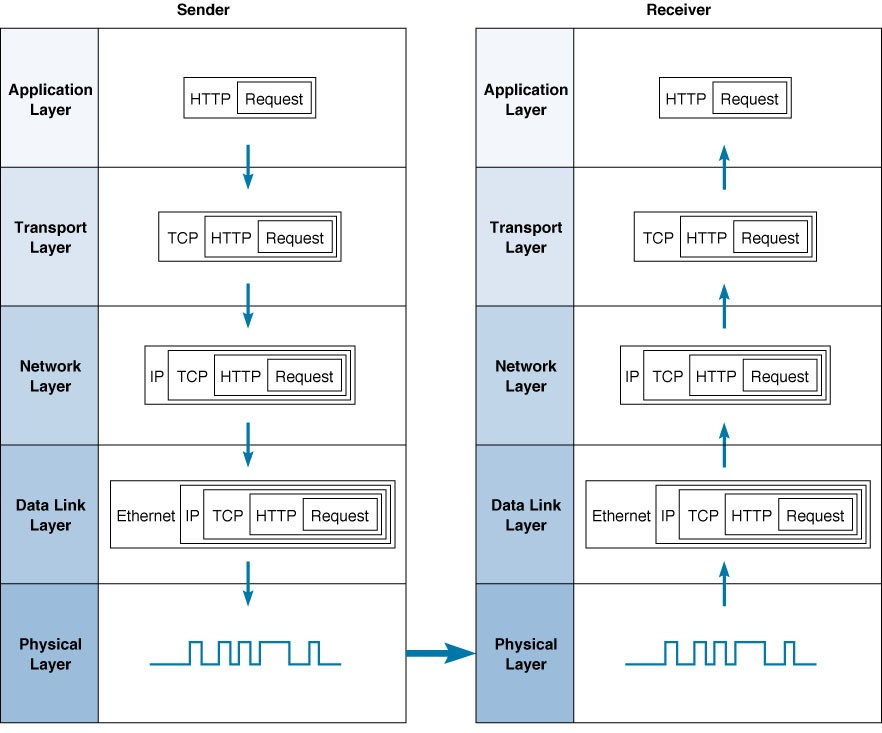 Sender
Receiver
Application
Layer
HTTP Request
Application
Layer
HTTP Request
Transport
Layer
TCP HTTP Request
Transport
Layer
TCP HTTP Request
Network
Layer
IP TCP HTTP Request
Network
Layer
IP TCP HTTP Request
Data Link
Layer
Ethernet IP TCP HTTP Request
Data Link
Layer
Ethernet IP TCP HTTP Request
Physical
Layer
Physical
Layer